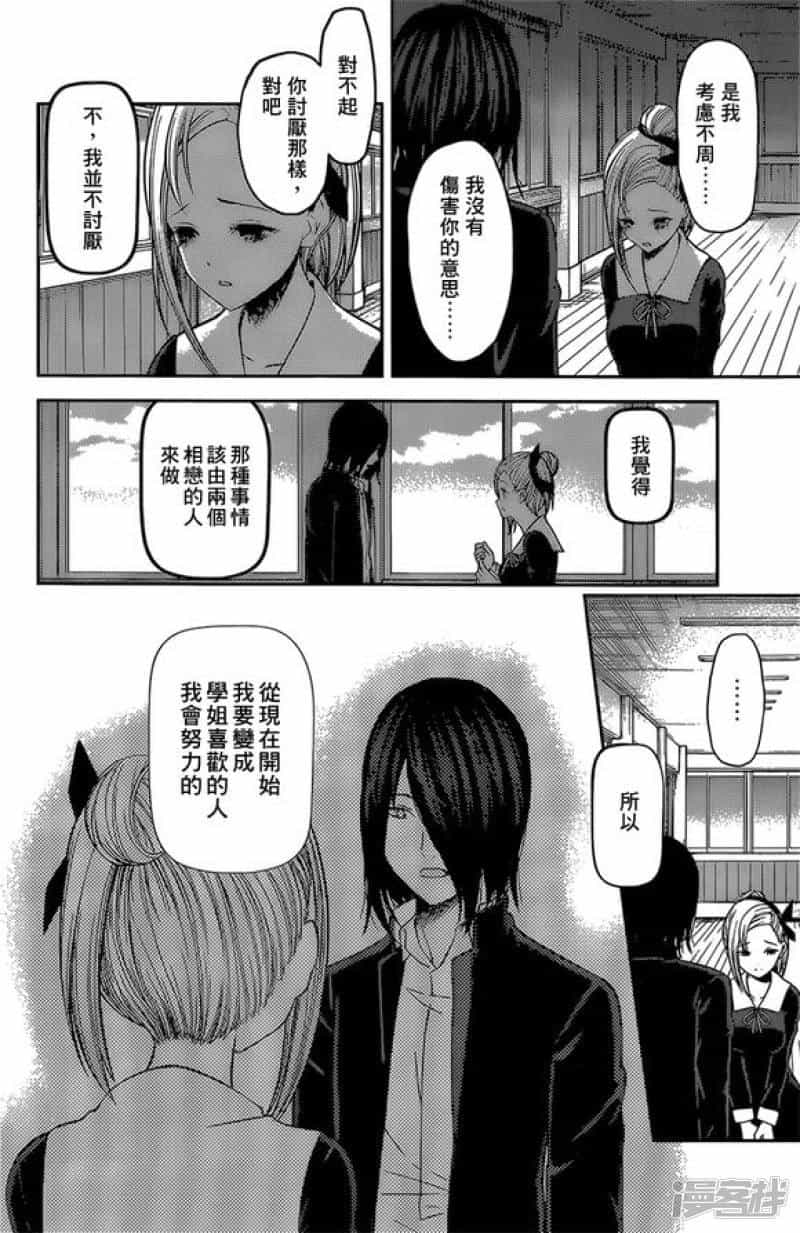 是我
考慮不周……
我沒有
傷害你的意思……
對不起
你討厭那樣，
對吧
不，我並不討厭
我覺得
那種事情
該由兩個
相戀的人
來做
……
所以
從現在開始
我要變成
學姐喜歡的人
我會努力的
漫客栈